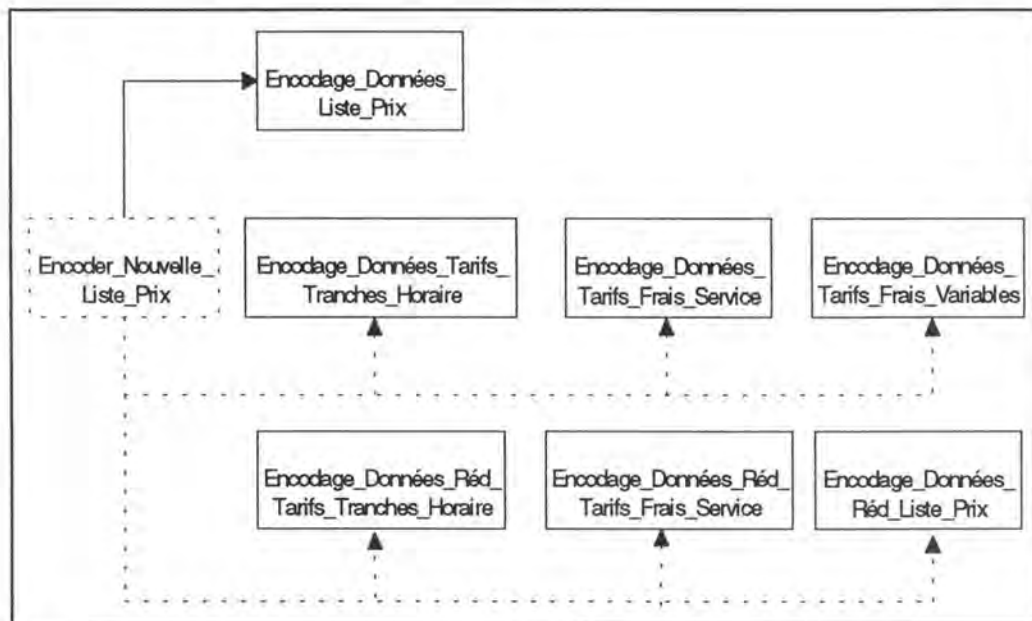 Encodage_Données_
Liste_Prix
Encoder_Nouvelle_
Liste_Prix
Encodage_Données_Tarifs_
Tranches_Horaire
Encodage_Données_
Tarifs_Frais_Service
Encodage_Données_
Tarifs_Frais_Variables
Encodage_Données_Réd_
Tarifs_Tranches_Horaire
Encodage_Données_Réd_
Tarifs_Frais_Service
Encodage_Données_
Réd_Liste_Prix